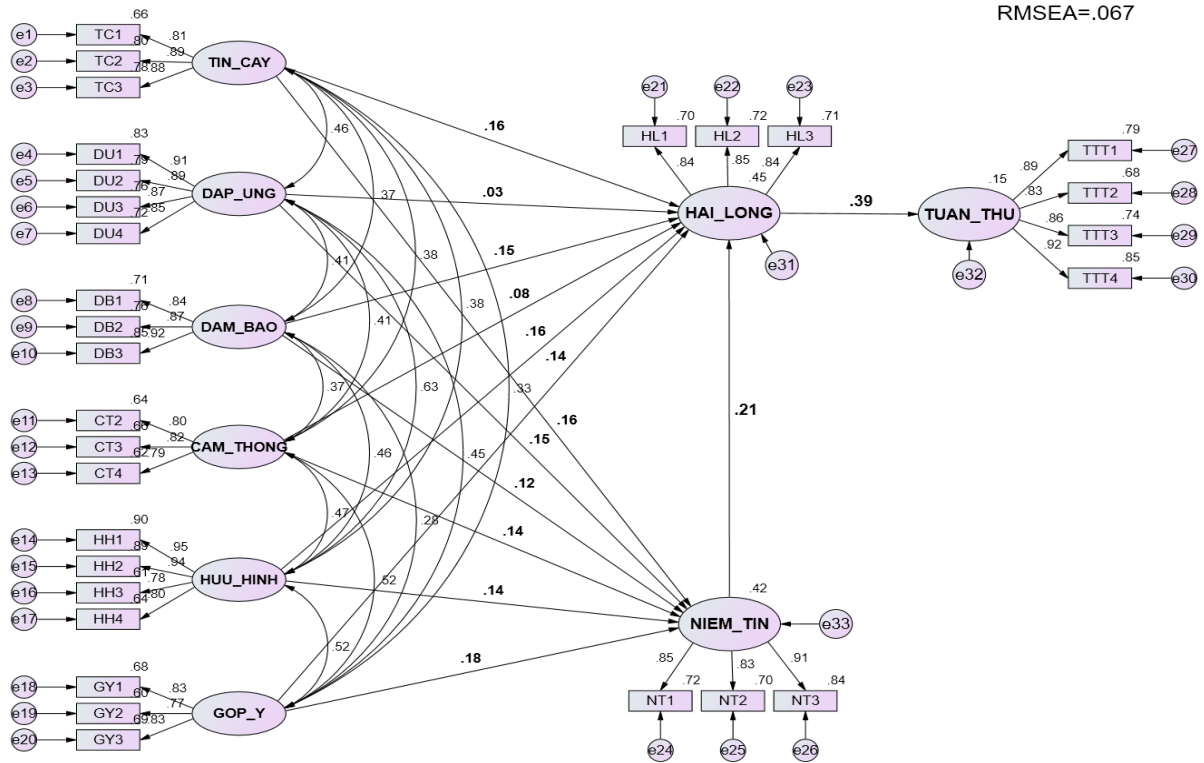 RMSEA=.067
.66
e1 TC1 .81
.80
e2 TC2 .89
.78 .88
e3 TC3
TIN_CAY
.83
e4 DU1 .91
.79
e5 DU2 .89
.76
e6 DU3 .87
.72 .85
e7 DU4
DAP_UNG
.71
e8 DB1 .84
.76
e9 DB2 .87
.85 .92
e10 DB3
DAM_BAO
.64
e11 CT2 .80
.68
e12 CT3 .82
.62 .79
e13 CT4
CAM_THONG
.90
e14 HH1 .95
.89
e15 HH2 .94
.61 .78
e16 HH3
.64 .80
e17 HH4
HUU_HINH
.68
e18 GY1 .83
.60
e19 GY2 .77
.69 .83
e20 GY3
GOP_Y
.46
.37
.38
.38
.33
.41
.41
.63
.45
.37
.46
.28
.47
.52
.52
.16
.03
.15
.08
.16
.14
.16
.15
.12
.14
.14
.18
e21 e22 e23
.70 .72 .71
HL1 HL2 HL3
.84 .85 .84
.45
HAI_LONG
e31
.39
.21
.15
TUAN_THU
e32
.79
.89 TTT1 e27
.68
.83 TTT2 e28
.74
.86 TTT3 e29
.85
.92 TTT4 e30
.42
NIEM_TIN
e33
.85 .83 .91
.72 .70 .84
NT1 NT2 NT3
e24 e25 e26